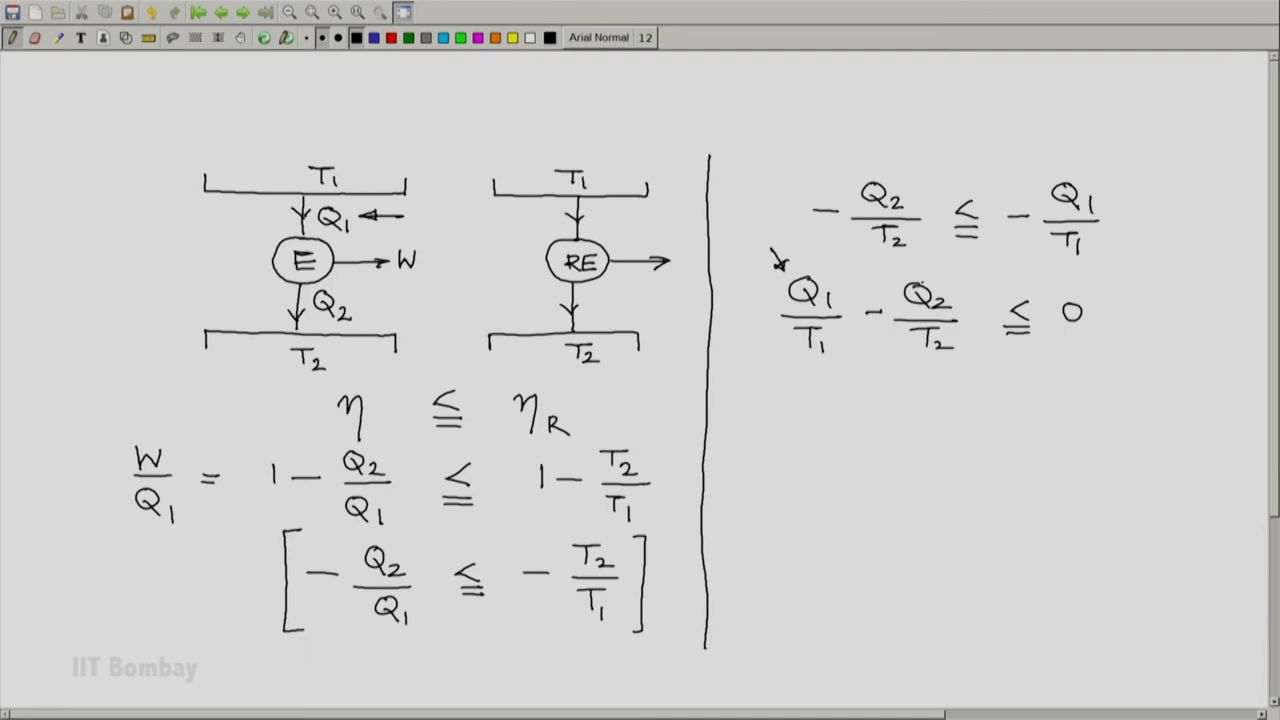 Arial Normal 12
T₁ T₁
Q₁
E W RE
Q₂
T₂ T₂
η ≦ η_R
W/Q₁ = 1 - Q₂/Q₁ ≦ 1 - T₂/T₁
[ - Q₂/Q₁ ≦ - T₂/T₁ ]
- Q₂/T₂ ≦ - Q₁/T₁
Q₁/T₁ - Q₂/T₂ ≦ 0
IIT Bombay